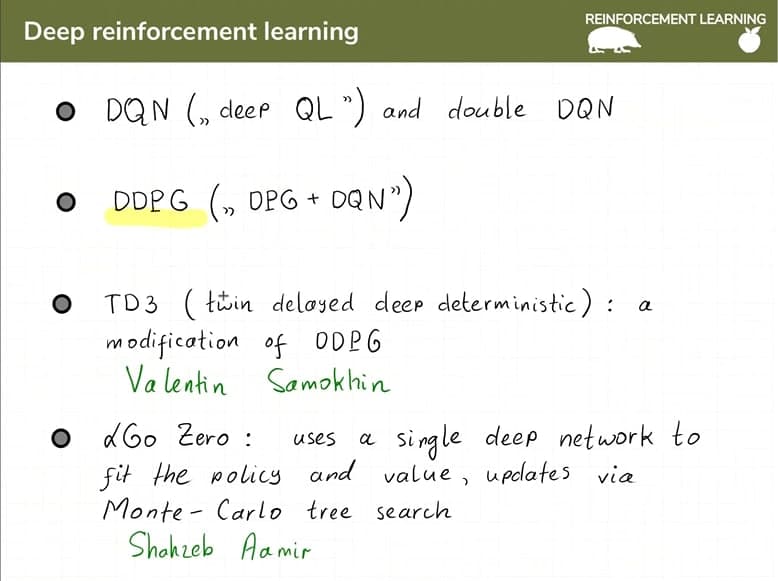 Deep reinforcement learning
REINFORCEMENT LEARNING
DQN („ deep QL ”) and double DQN
DDPG („ DPG + DQN”)
TD3 ( twin delayed deep deterministic) : a
modification of DDPG
Valentin Samokhin
αGo Zero : uses a single deep network to
fit the policy and value, updates via
Monte-Carlo tree search
Shahzeb Aamir